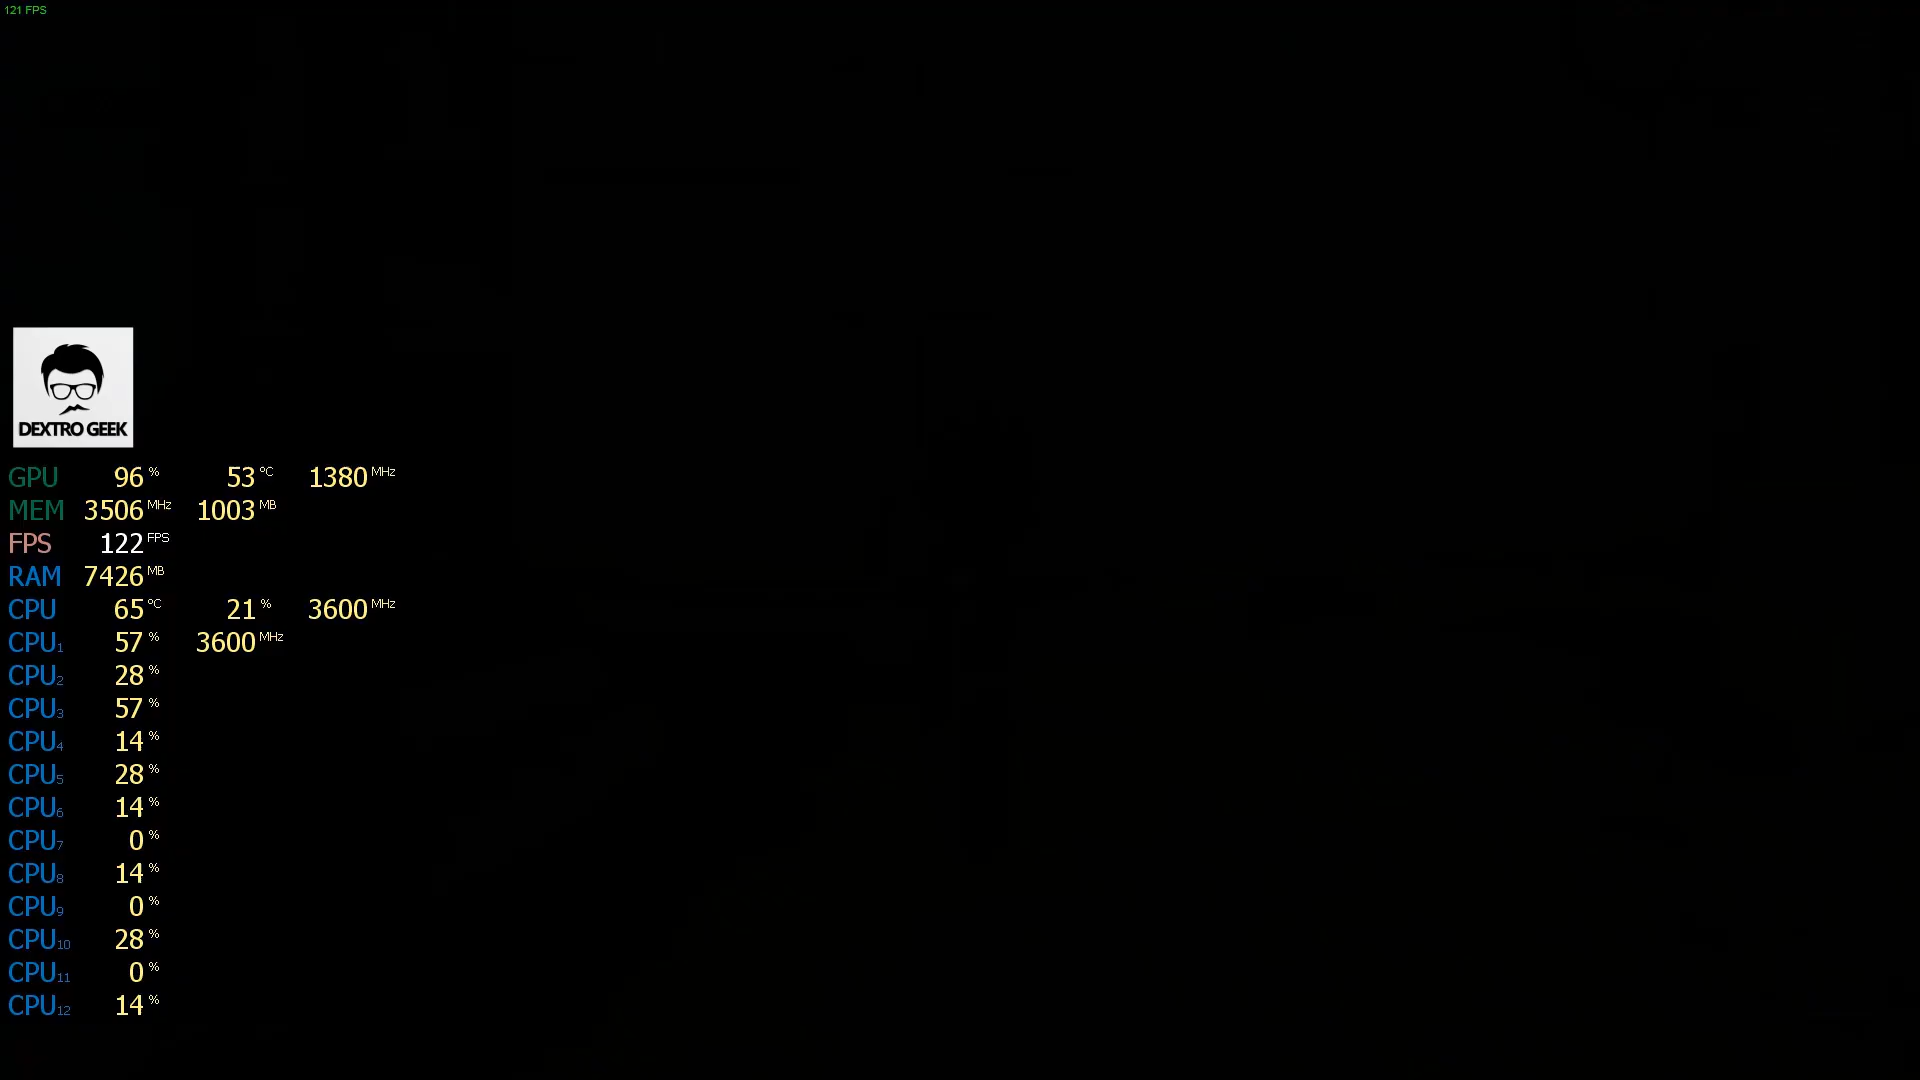 121 FPS
DEXTRO GEEK
GPU 96 % 53 °C 1380 MHz
MEM 3506 MHz 1003 MB
FPS 122 FPS
RAM 7426 MB
CPU 65 °C 21 % 3600 MHz
CPU1 57 % 3600 MHz
CPU2 28 %
CPU3 57 %
CPU4 14 %
CPU5 28 %
CPU6 14 %
CPU7 0 %
CPU8 14 %
CPU9 0 %
CPU10 28 %
CPU11 0 %
CPU12 14 %